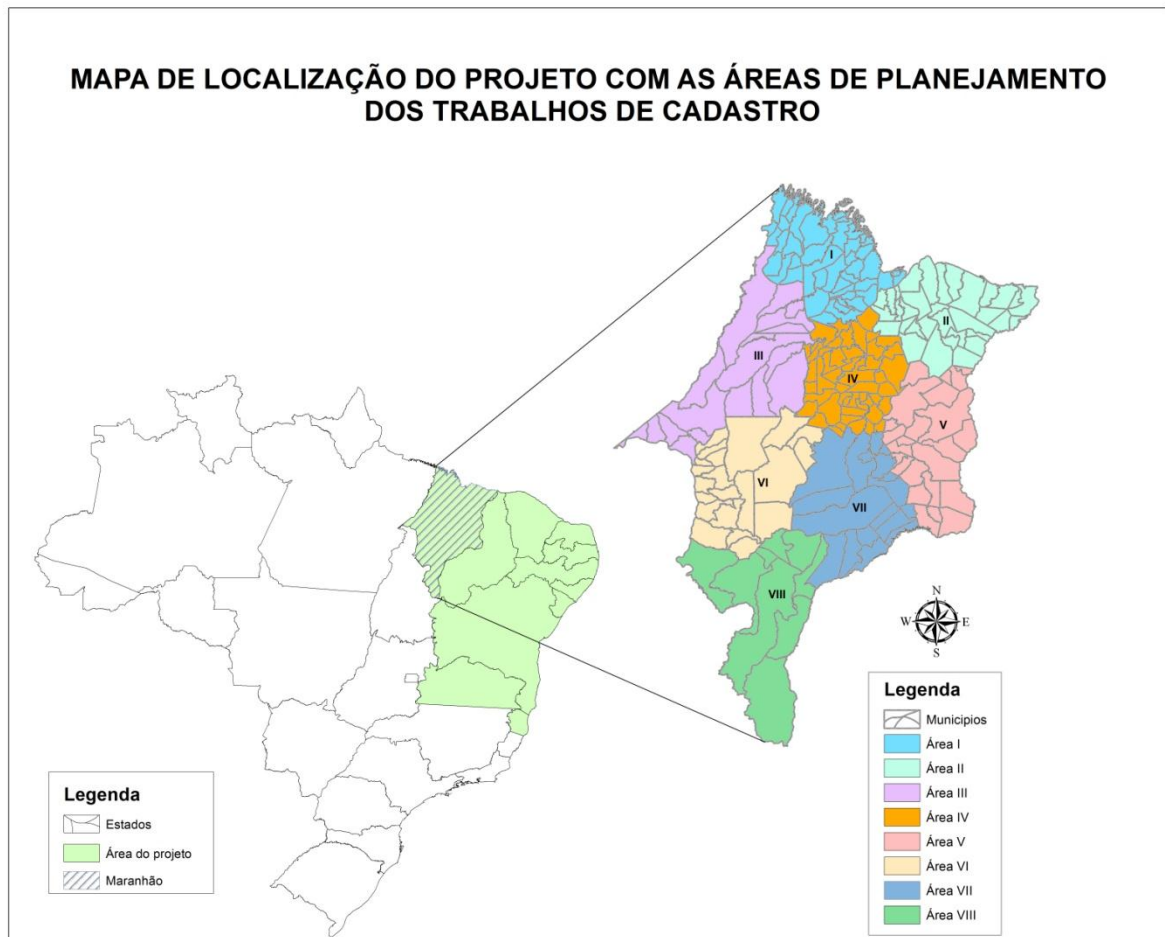 MAPA DE LOCALIZAÇÃO DO PROJETO COM AS ÁREAS DE PLANEJAMENTO
DOS TRABALHOS DE CADASTRO
I
II
III
IV
V
VI
VII
VIII
N
W
E
S
Legenda
Estados
Área do projeto
Maranhão
Legenda
Municipios
Área I
Área II
Área III
Área IV
Área V
Área VI
Área VII
Área VIII